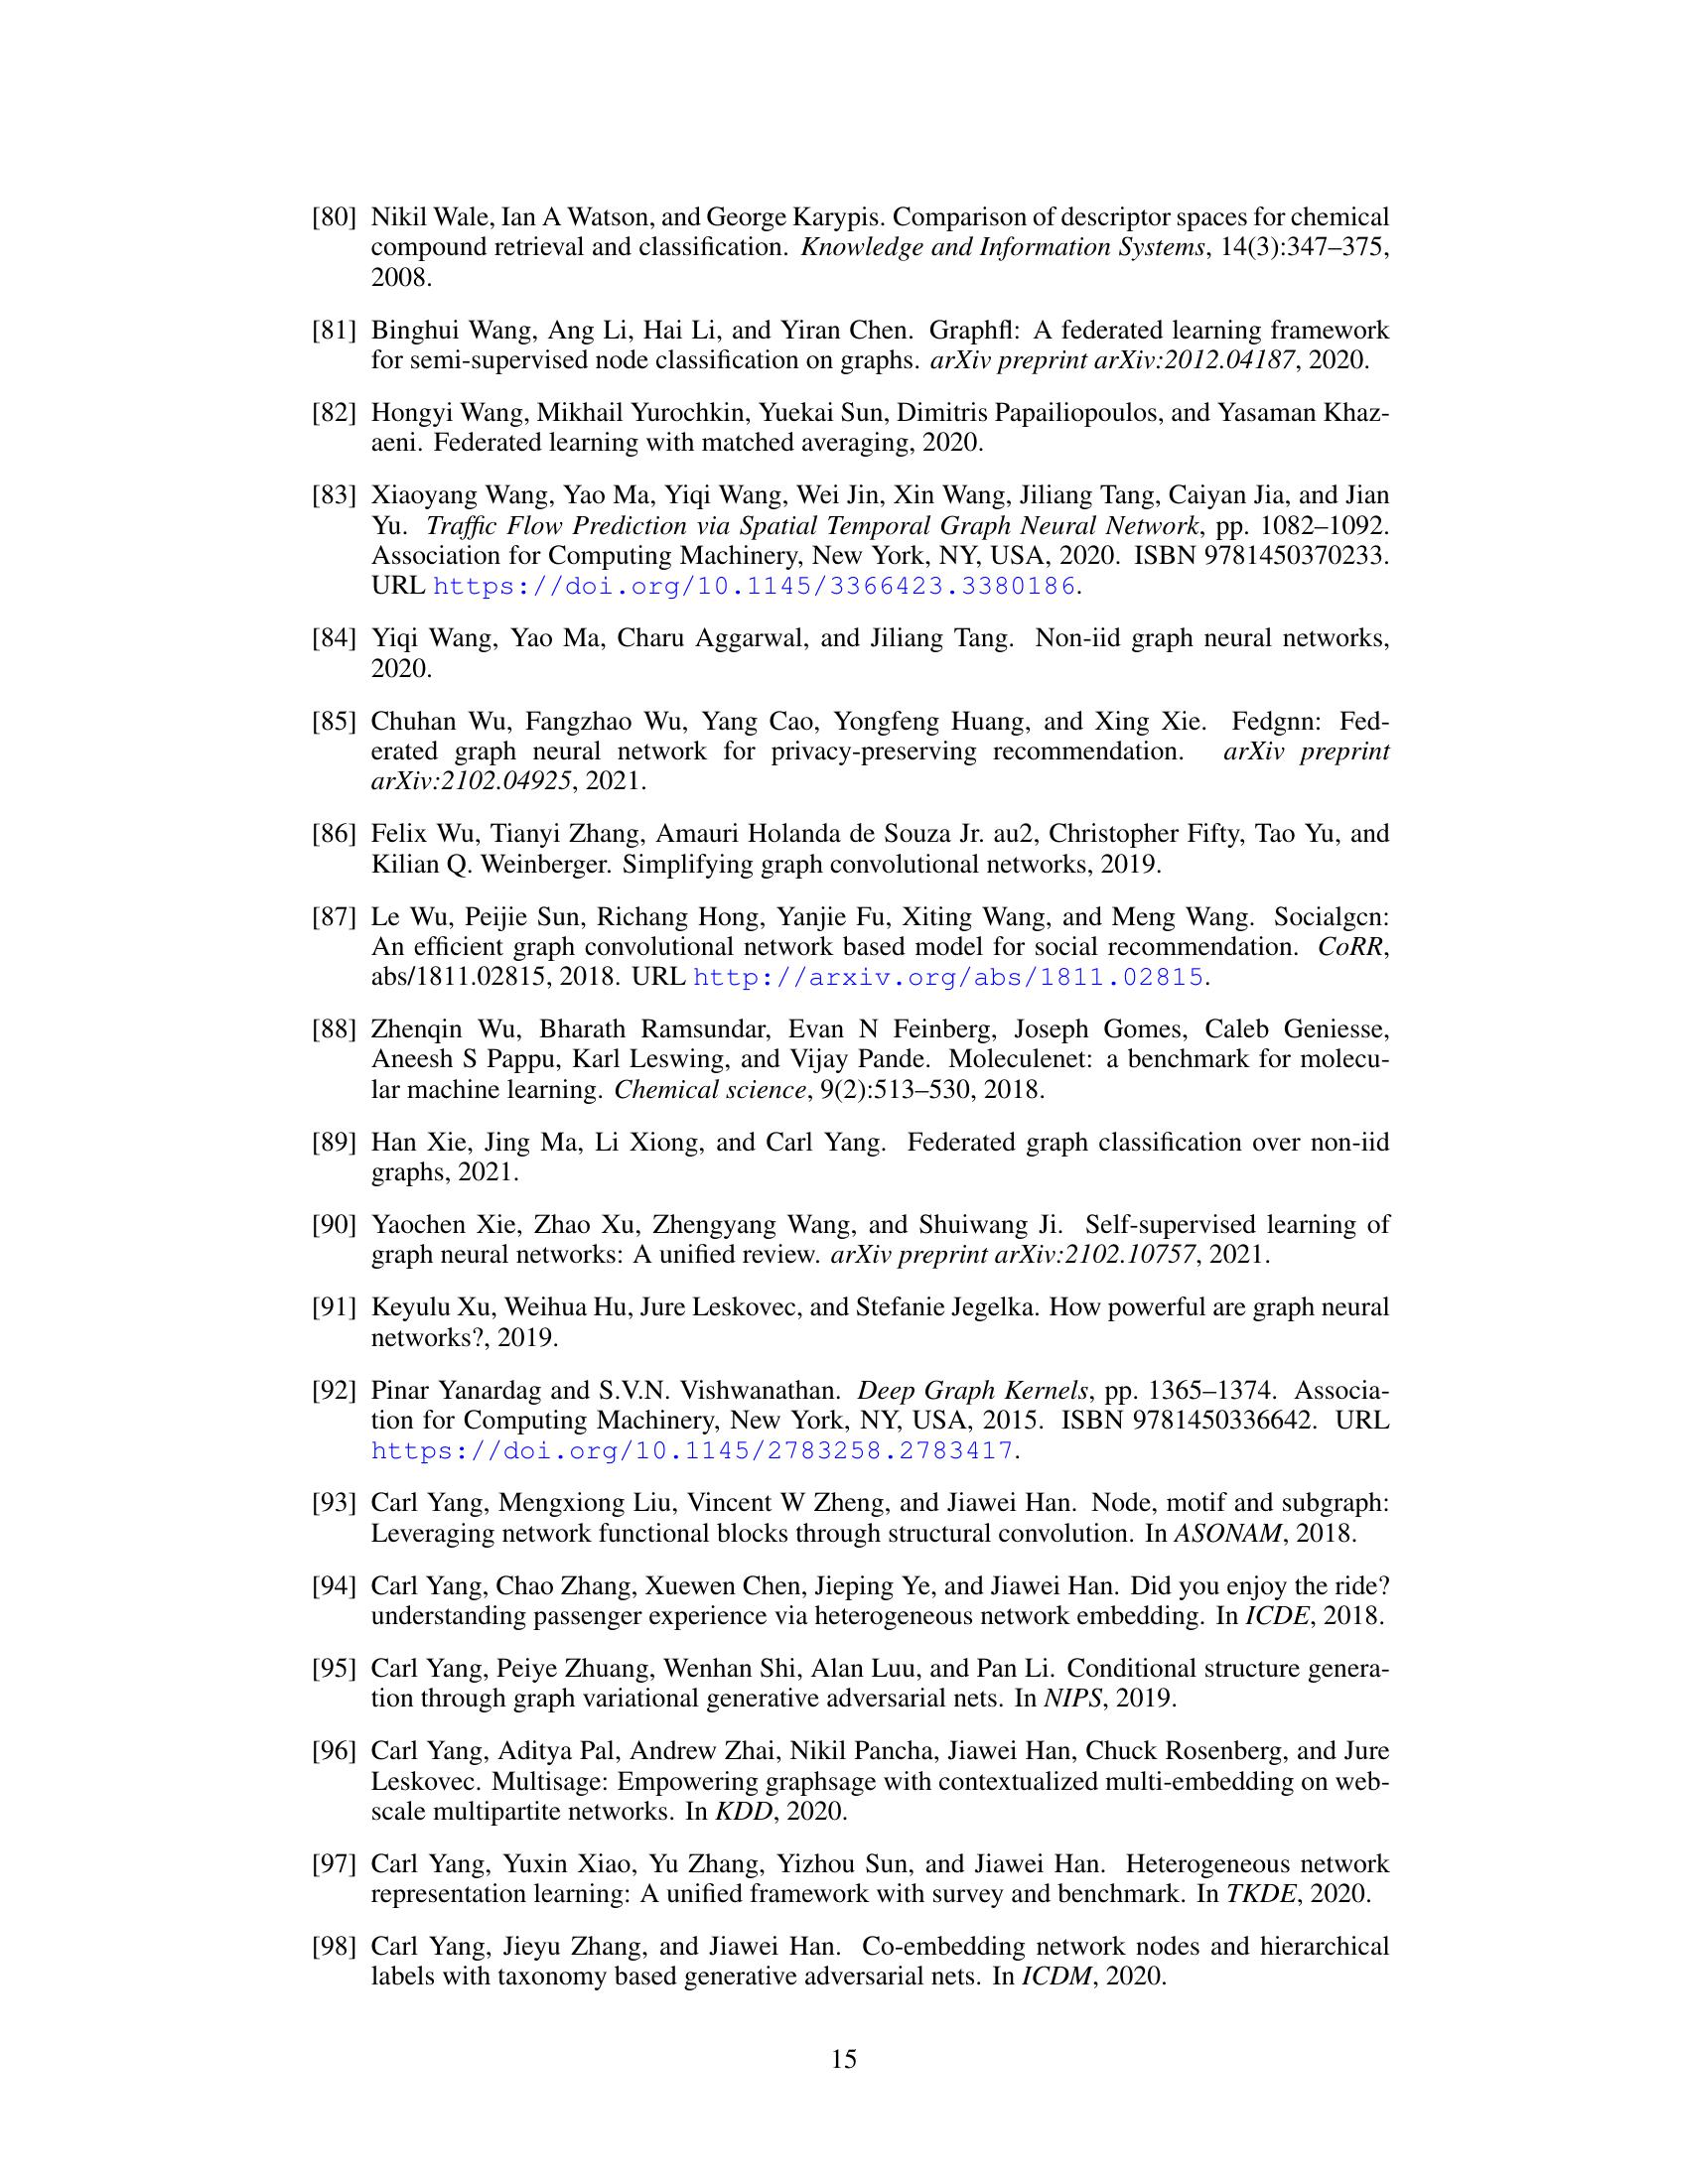 [80] Nikil Wale, Ian A Watson, and George Karypis. Comparison of descriptor spaces for chemical
compound retrieval and classification. Knowledge and Information Systems, 14(3):347–375,
2008.
[81] Binghui Wang, Ang Li, Hai Li, and Yiran Chen. Graphfl: A federated learning framework
for semi-supervised node classification on graphs. arXiv preprint arXiv:2012.04187, 2020.
[82] Hongyi Wang, Mikhail Yurochkin, Yuekai Sun, Dimitris Papailiopoulos, and Yasaman Khaz-
aeni. Federated learning with matched averaging, 2020.
[83] Xiaoyang Wang, Yao Ma, Yiqi Wang, Wei Jin, Xin Wang, Jiliang Tang, Caiyan Jia, and Jian
Yu. Traffic Flow Prediction via Spatial Temporal Graph Neural Network, pp. 1082–1092.
Association for Computing Machinery, New York, NY, USA, 2020. ISBN 9781450370233.
URL https://doi.org/10.1145/3366423.3380186.
[84] Yiqi Wang, Yao Ma, Charu Aggarwal, and Jiliang Tang. Non-iid graph neural networks,
2020.
[85] Chuhan Wu, Fangzhao Wu, Yang Cao, Yongfeng Huang, and Xing Xie. Fedgnn: Fed-
erated graph neural network for privacy-preserving recommendation. arXiv preprint
arXiv:2102.04925, 2021.
[86] Felix Wu, Tianyi Zhang, Amauri Holanda de Souza Jr. au2, Christopher Fifty, Tao Yu, and
Kilian Q. Weinberger. Simplifying graph convolutional networks, 2019.
[87] Le Wu, Peijie Sun, Richang Hong, Yanjie Fu, Xiting Wang, and Meng Wang. Socialgcn:
An efficient graph convolutional network based model for social recommendation. CoRR,
abs/1811.02815, 2018. URL http://arxiv.org/abs/1811.02815.
[88] Zhenqin Wu, Bharath Ramsundar, Evan N Feinberg, Joseph Gomes, Caleb Geniesse,
Aneesh S Pappu, Karl Leswing, and Vijay Pande. Moleculenet: a benchmark for molecu-
lar machine learning. Chemical science, 9(2):513–530, 2018.
[89] Han Xie, Jing Ma, Li Xiong, and Carl Yang. Federated graph classification over non-iid
graphs, 2021.
[90] Yaochen Xie, Zhao Xu, Zhengyang Wang, and Shuiwang Ji. Self-supervised learning of
graph neural networks: A unified review. arXiv preprint arXiv:2102.10757, 2021.
[91] Keyulu Xu, Weihua Hu, Jure Leskovec, and Stefanie Jegelka. How powerful are graph neural
networks?, 2019.
[92] Pinar Yanardag and S.V.N. Vishwanathan. Deep Graph Kernels, pp. 1365–1374. Associa-
tion for Computing Machinery, New York, NY, USA, 2015. ISBN 9781450336642. URL
https://doi.org/10.1145/2783258.2783417.
[93] Carl Yang, Mengxiong Liu, Vincent W Zheng, and Jiawei Han. Node, motif and subgraph:
Leveraging network functional blocks through structural convolution. In ASONAM, 2018.
[94] Carl Yang, Chao Zhang, Xuewen Chen, Jieping Ye, and Jiawei Han. Did you enjoy the ride?
understanding passenger experience via heterogeneous network embedding. In ICDE, 2018.
[95] Carl Yang, Peiye Zhuang, Wenhan Shi, Alan Luu, and Pan Li. Conditional structure genera-
tion through graph variational generative adversarial nets. In NIPS, 2019.
[96] Carl Yang, Aditya Pal, Andrew Zhai, Nikil Pancha, Jiawei Han, Chuck Rosenberg, and Jure
Leskovec. Multisage: Empowering graphsage with contextualized multi-embedding on web-
scale multipartite networks. In KDD, 2020.
[97] Carl Yang, Yuxin Xiao, Yu Zhang, Yizhou Sun, and Jiawei Han. Heterogeneous network
representation learning: A unified framework with survey and benchmark. In TKDE, 2020.
[98] Carl Yang, Jieyu Zhang, and Jiawei Han. Co-embedding network nodes and hierarchical
labels with taxonomy based generative adversarial nets. In ICDM, 2020.
15